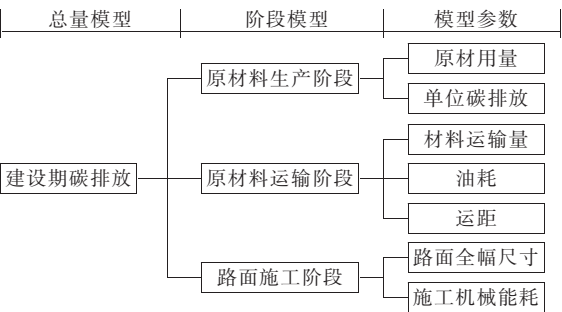 总量模型 阶段模型 模型参数
原材用量
原材料生产阶段
单位碳排放
材料运输量
建设期碳排放 原材料运输阶段 油耗
运距
路面全幅尺寸
路面施工阶段
施工机械能耗